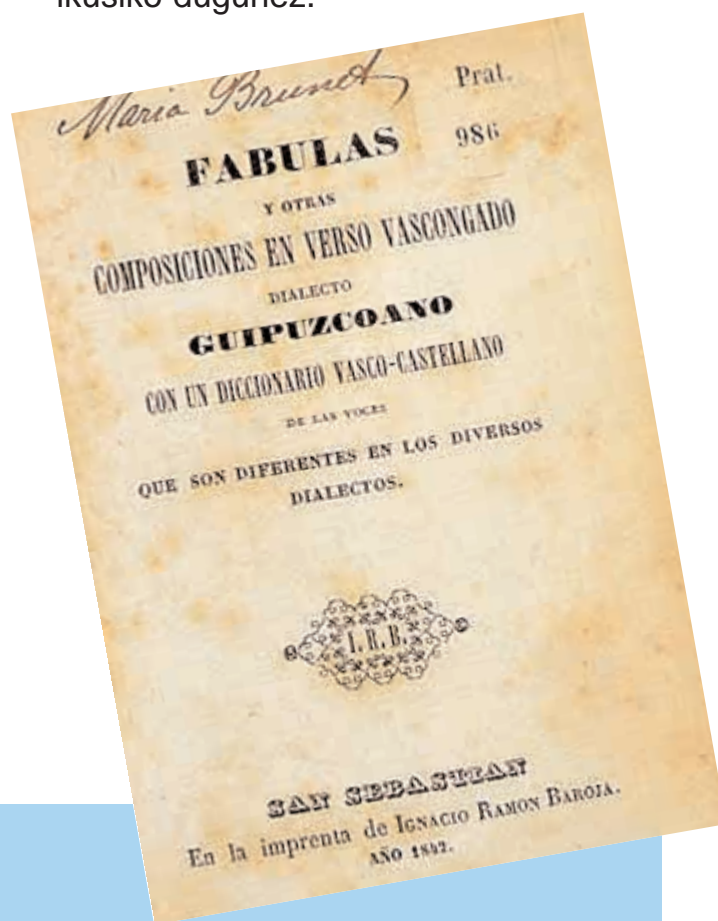 ikusiko dugunez.
Maria Brunet
Prat.
986
FABULAS
Y OTRAS
COMPOSICIONES EN VERSO VASCONGADO
DIALECTO
GUIPUZCOANO
CON UN DICCIONARIO VASCO-CASTELLANO
DE LAS VOCES
QUE SON DIFERENTES EN LOS DIVERSOS
DIALECTOS.
I.R.B.
SAN SEBASTIAN
En la imprenta de IGNACIO RAMON BAROJA.
AÑO 1842.